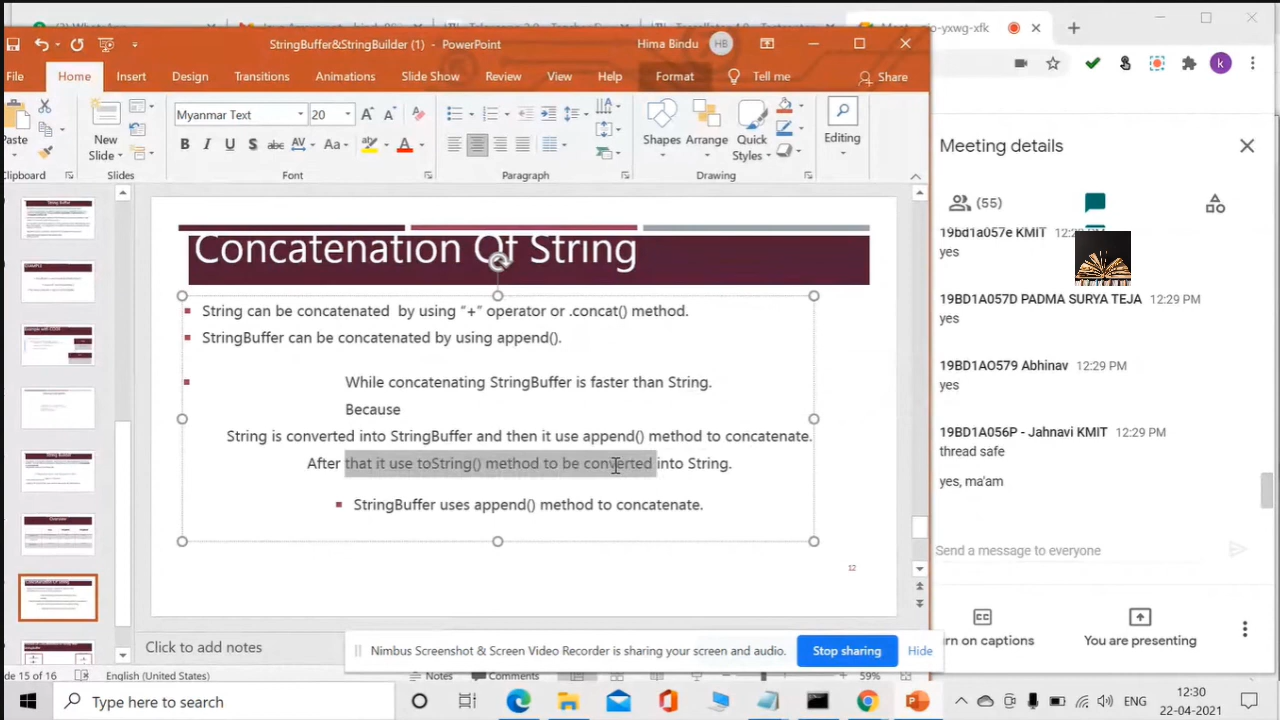 StringBuffer&StringBuilder (1) - PowerPoint
Hima Bindu
HB
-yxwg-xfk
File
Home
Insert
Design
Transitions
Animations
Slide Show
Review
View
Help
Format
Tell me
Share
k
Paste
New
Slide
Myanmar Text
20
B I U S abc AV Aa A
Shapes
Arrange
Quick
Styles
Editing
Clipboard
Slides
Font
Paragraph
Drawing
Concatenation Of String
String can be concatenated by using "+" operator or .concat() method.
StringBuffer can be concatenated by using append().
While concatenating StringBuffer is faster than String.
Because
String is converted into StringBuffer and then it use append() method to concatenate.
After that it use toString() method to be converted into String.
StringBuffer uses append() method to concatenate.
12
Click to add notes
Nimbus Screenshot & Screen Video Recorder is sharing your screen and audio.
Stop sharing
Hide
Slide 15 of 16
English (United States)
Notes
Comments
59%
Meeting details
(55)
19bd1a057e KMIT
yes
19BD1A057D PADMA SURYA TEJA 12:29 PM
yes
19BD1AO579 Abhinav 12:29 PM
yes
19BD1A056P - Jahnavi KMIT 12:29 PM
thread safe
yes, ma'am
Send a message to everyone
rn on captions
You are presenting
Type here to search
ENG
12:30
22-04-2021